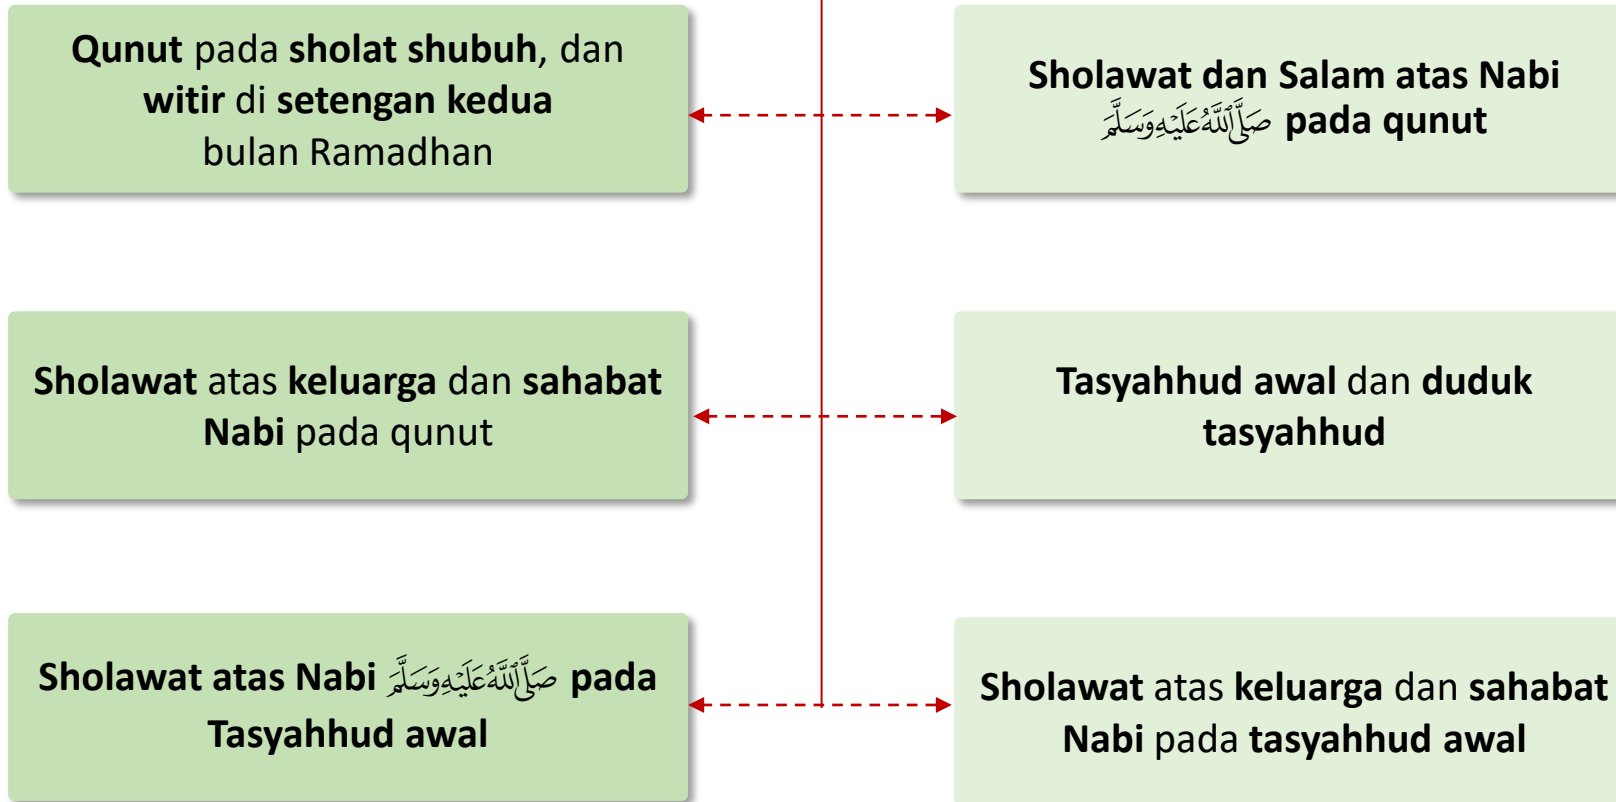 Qunut pada sholat shubuh, dan
witir di setengan kedua
bulan Ramadhan
Sholawat dan Salam atas Nabi
صَلَّى ٱللَّهُ عَلَيْهِ وَسَلَّمَ pada qunut
Sholawat atas keluarga dan sahabat
Nabi pada qunut
Tasyahhud awal dan duduk
tasyahhud
Sholawat atas Nabi صَلَّى ٱللَّهُ عَلَيْهِ وَسَلَّمَ pada
Tasyahhud awal
Sholawat atas keluarga dan sahabat
Nabi pada tasyahhud awal